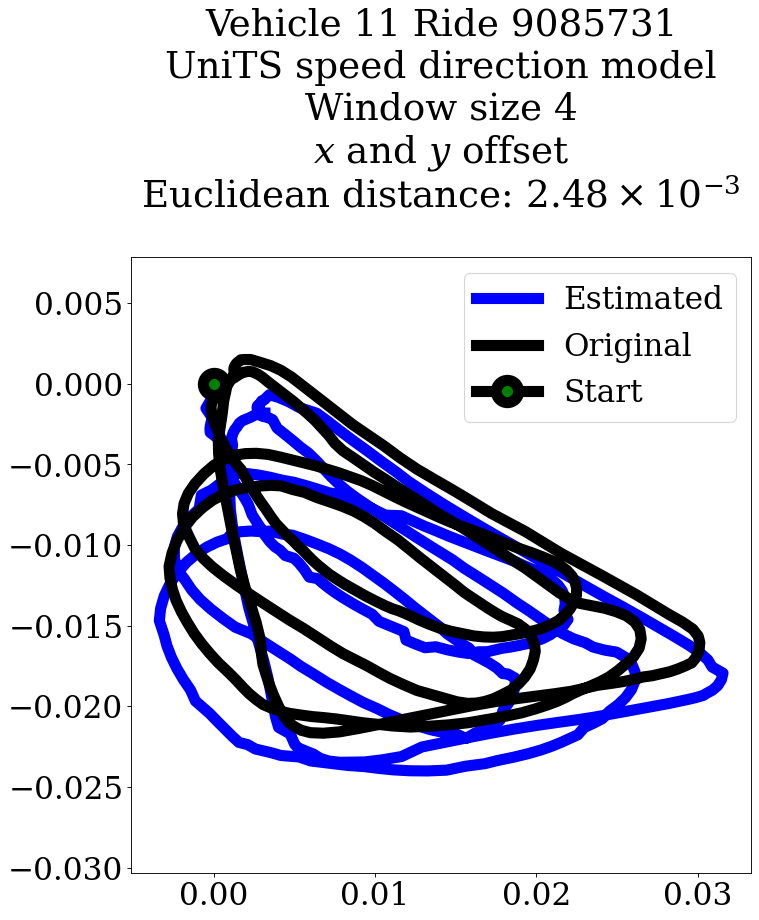 Vehicle 11 Ride 9085731
UniTS speed direction model
Window size 4
x and y offset
Euclidean distance: 2.48 × 10⁻³
Estimated
Original
Start
0.005
0.000
−0.005
−0.010
−0.015
−0.020
−0.025
−0.030
0.00 0.01 0.02 0.03